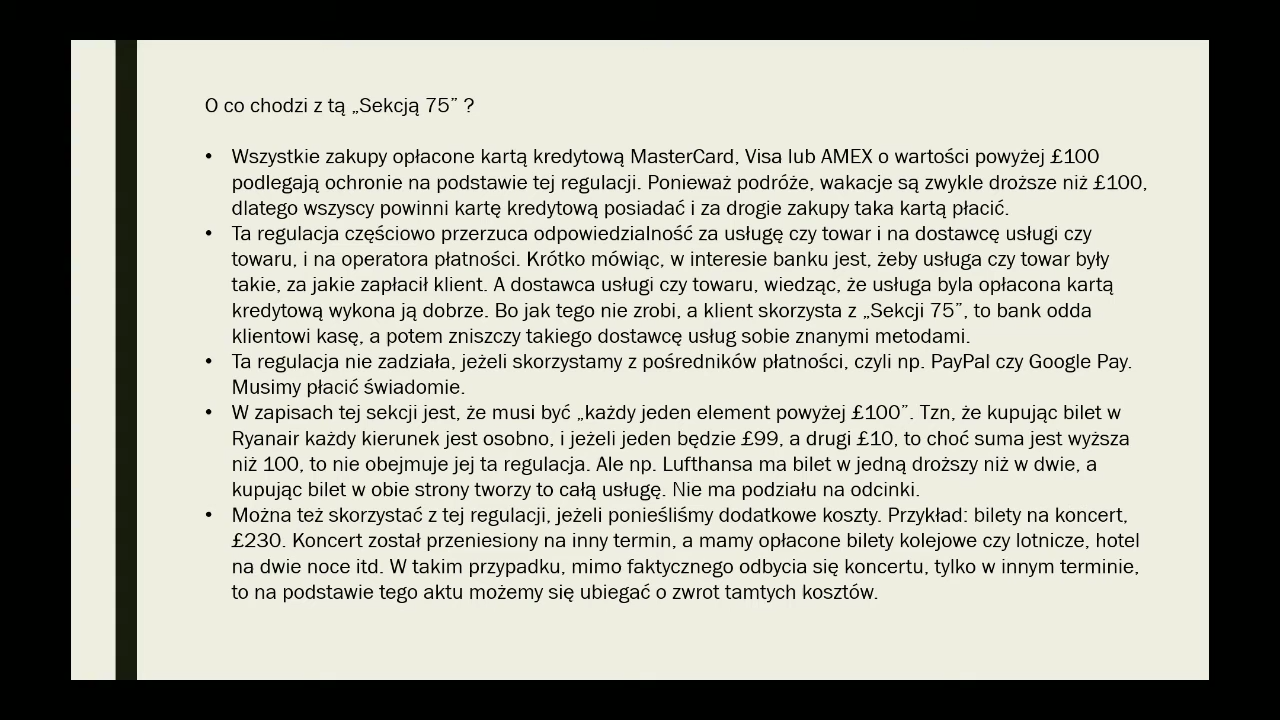 O co chodzi z tą „Sekcją 75” ?
• Wszystkie zakupy opłacone kartą kredytową MasterCard, Visa lub AMEX o wartości powyżej £100
podlegają ochronie na podstawie tej regulacji. Ponieważ podróże, wakacje są zwykle droższe niż £100,
dlatego wszyscy powinni kartę kredytową posiadać i za drogie zakupy taka kartą płacić.
• Ta regulacja częściowo przerzuca odpowiedzialność za usługę czy towar i na dostawcę usługi czy
towaru, i na operatora płatności. Krótko mówiąc, w interesie banku jest, żeby usługa czy towar były
takie, za jakie zapłacił klient. A dostawca usługi czy towaru, wiedząc, że usługa byla opłacona kartą
kredytową wykona ją dobrze. Bo jak tego nie zrobi, a klient skorzysta z „Sekcji 75”, to bank odda
klientowi kasę, a potem zniszczy takiego dostawcę usług sobie znanymi metodami.
• Ta regulacja nie zadziała, jeżeli skorzystamy z pośredników płatności, czyli np. PayPal czy Google Pay.
Musimy płacić świadomie.
• W zapisach tej sekcji jest, że musi być „każdy jeden element powyżej £100”. Tzn, że kupując bilet w
Ryanair każdy kierunek jest osobno, i jeżeli jeden będzie £99, a drugi £10, to choć suma jest wyższa
niż 100, to nie obejmuje jej ta regulacja. Ale np. Lufthansa ma bilet w jedną droższy niż w dwie, a
kupując bilet w obie strony tworzy to całą usługę. Nie ma podziału na odcinki.
• Można też skorzystać z tej regulacji, jeżeli ponieśliśmy dodatkowe koszty. Przykład: bilety na koncert,
£230. Koncert został przeniesiony na inny termin, a mamy opłacone bilety kolejowe czy lotnicze, hotel
na dwie noce itd. W takim przypadku, mimo faktycznego odbycia się koncertu, tylko w innym terminie,
to na podstawie tego aktu możemy się ubiegać o zwrot tamtych kosztów.